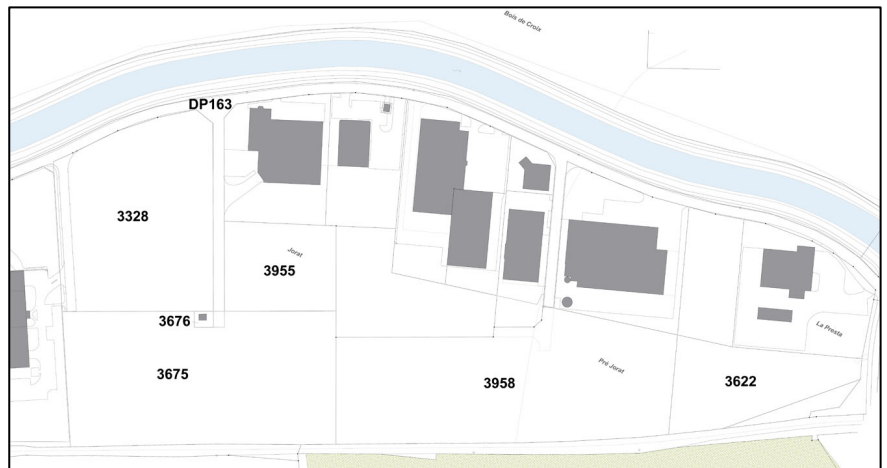 Bois de Croix
DP163
3328
Jorat
3955
3676
La Presta
3675
3958
Pré Jorat
3622